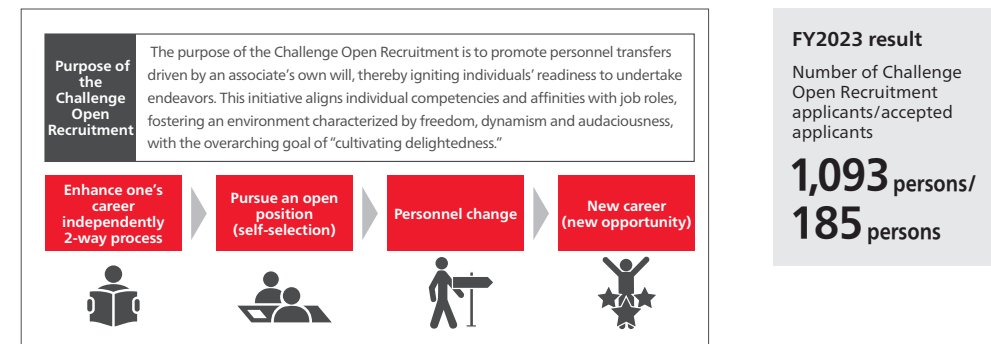 Purpose of
the
Challenge
Open
Recruitment
The purpose of the Challenge Open Recruitment is to promote personnel transfers
driven by an associate's own will, thereby igniting individuals' readiness to undertake
endeavors. This initiative aligns individual competencies and affinities with job roles,
fostering an environment characterized by freedom, dynamism and audaciousness,
with the overarching goal of "cultivating delightedness."
Enhance one's
career
independently
2-way process
Pursue an open
position
(self-selection)
Personnel change
New career
(new opportunity)
FY2023 result
Number of Challenge
Open Recruitment
applicants/accepted
applicants
1,093 persons/
185 persons